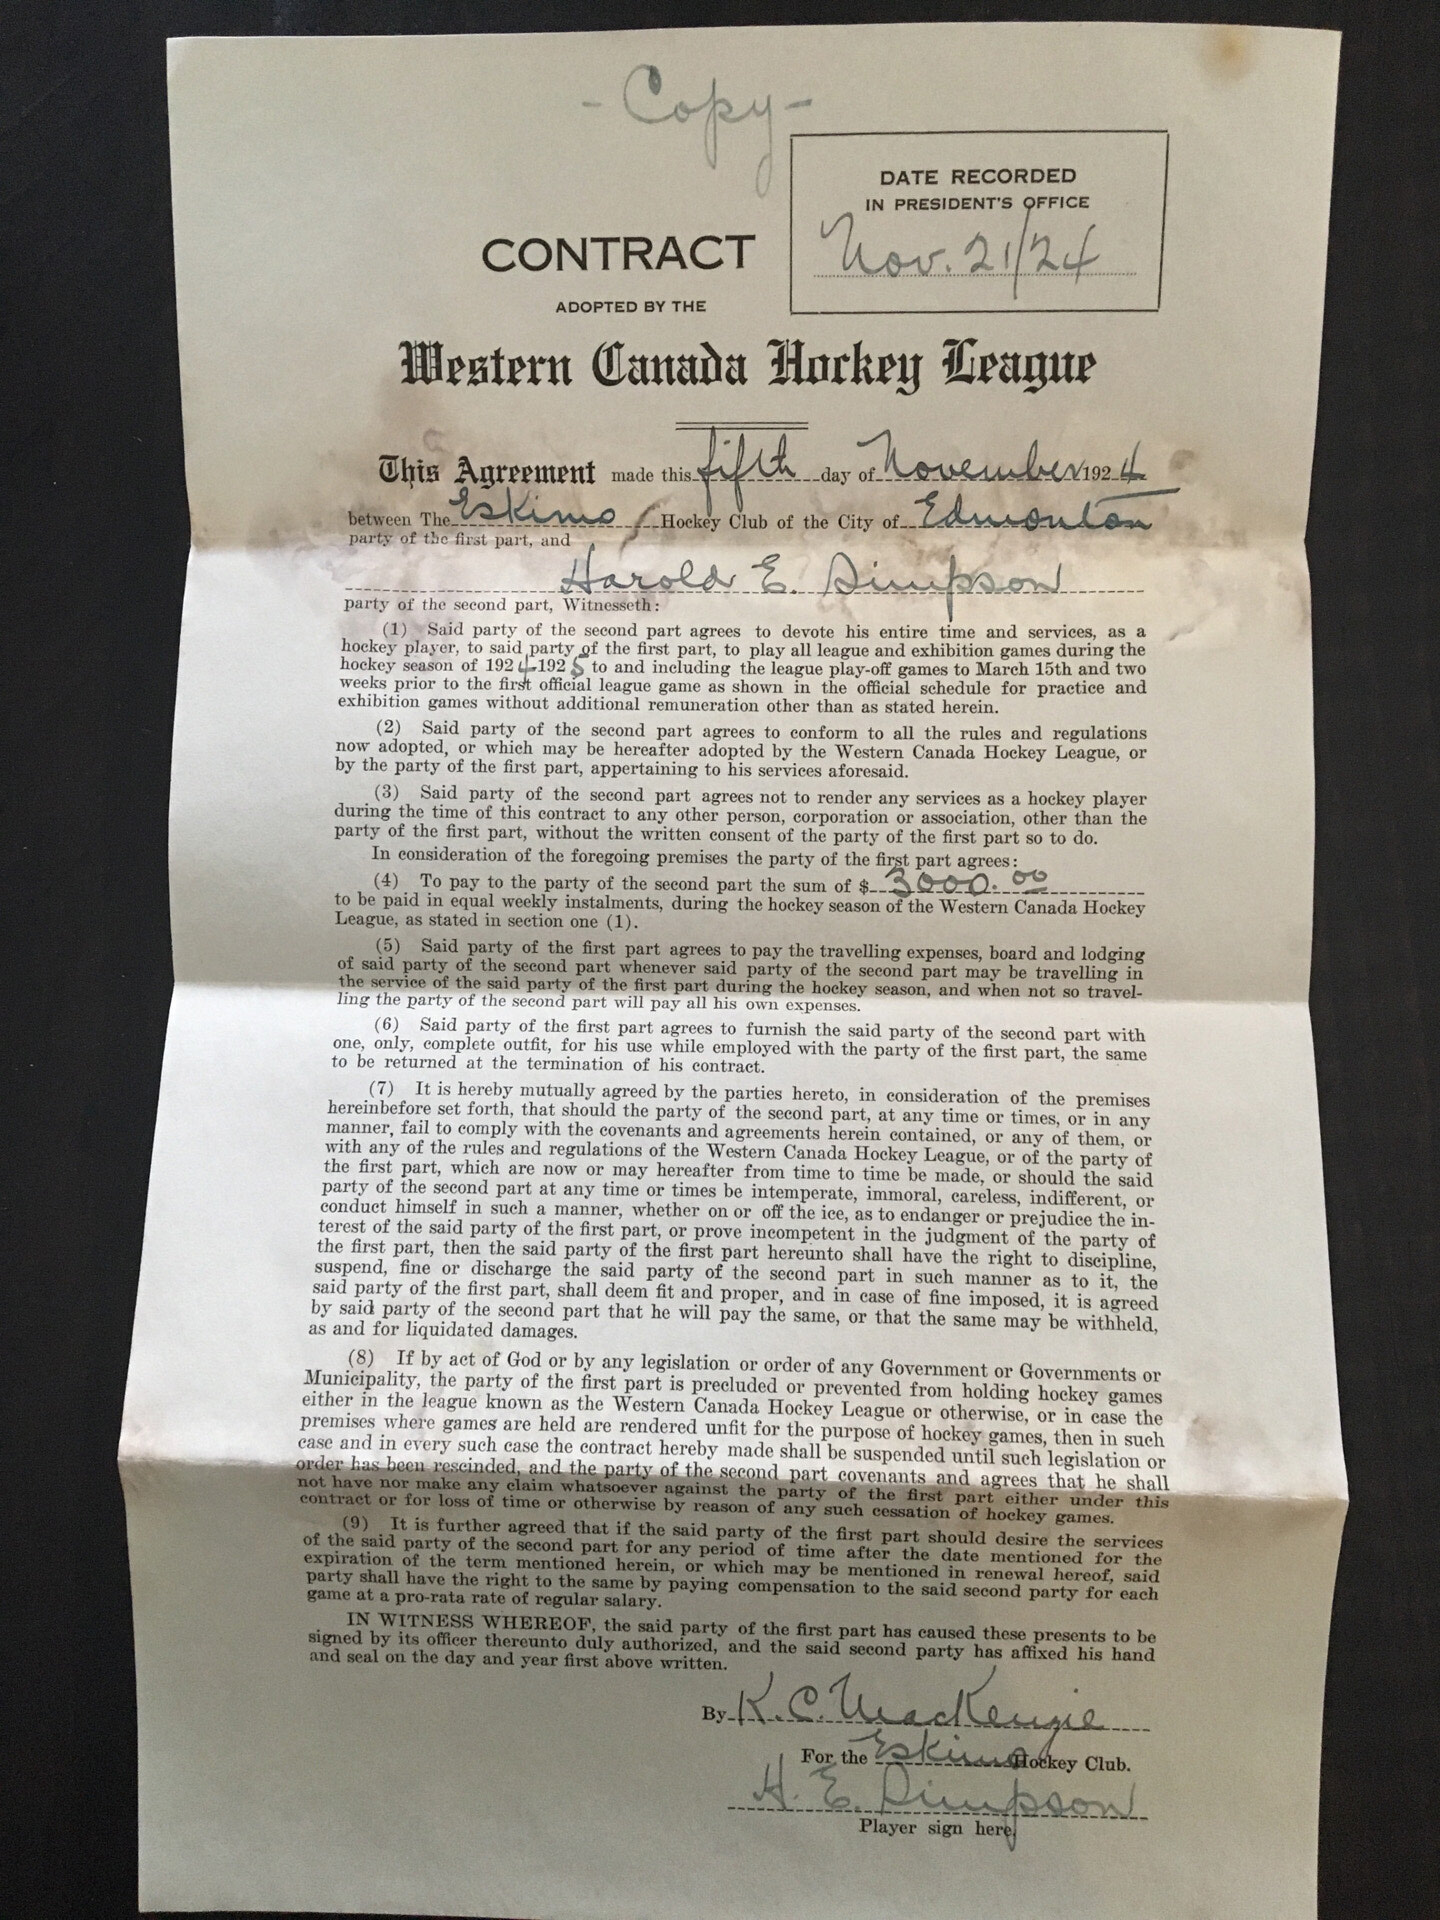 - Copy -
DATE RECORDED
IN PRESIDENT'S OFFICE
Nov. 21/24
CONTRACT
ADOPTED BY THE
Western Canada Hockey League
This Agreement made this fifth day of November 1924
between The Eskimo Hockey Club of the City of Edmonton
party of the first part, and
Harold E. Simpson
party of the second part, Witnesseth:
(1) Said party of the second part agrees to devote his entire time and services, as a
hockey player, to said party of the first part, to play all league and exhibition games during the
hockey season of 1924-1925 to and including the league play-off games to March 15th and two
weeks prior to the first official league game as shown in the official schedule for practice and
exhibition games without additional remuneration other than as stated herein.
(2) Said party of the second part agrees to conform to all the rules and regulations
now adopted, or which may be hereafter adopted by the Western Canada Hockey League, or
by the party of the first part, appertaining to his services aforesaid.
(3) Said party of the second part agrees not to render any services as a hockey player
during the time of this contract to any other person, corporation or association, other than the
party of the first part, without the written consent of the party of the first part so to do.
In consideration of the foregoing premises the party of the first part agrees:
(4) To pay to the party of the second part the sum of $ 3000.00
to be paid in equal weekly instalments, during the hockey season of the Western Canada Hockey
League, as stated in section one (1).
(5) Said party of the first part agrees to pay the travelling expenses, board and lodging
of said party of the second part whenever said party of the second part may be travelling in
the service of the said party of the first part during the hockey season, and when not so travel-
ling the party of the second part will pay all his own expenses.
(6) Said party of the first part agrees to furnish the said party of the second part with
one, only, complete outfit, for his use while employed with the party of the first part, the same
to be returned at the termination of his contract.
(7) It is hereby mutually agreed by the parties hereto, in consideration of the premises
hereinbefore set forth, that should the party of the second part, at any time or times, or in any
manner, fail to comply with the covenants and agreements herein contained, or any of them, or
with any of the rules and regulations of the Western Canada Hockey League, or of the party of
the first part, which are now or may hereafter from time to time be made, or should the said
party of the second part at any time or times be intemperate, immoral, careless, indifferent, or
conduct himself in such a manner, whether on or off the ice, as to endanger or prejudice the in-
terest of the said party of the first part, or prove incompetent in the judgment of the party of
the first part, then the said party of the first part hereunto shall have the right to discipline,
suspend, fine or discharge the said party of the second part in such manner as to it, the
said party of the first part, shall deem fit and proper, and in case of fine imposed, it is agreed
by said party of the second part that he will pay the same, or that the same may be withheld,
as and for liquidated damages.
(8) If by act of God or by any legislation or order of any Government or Governments or
Municipality, the party of the first part is precluded or prevented from holding hockey games
either in the league known as the Western Canada Hockey League or otherwise, or in case the
premises where games are held are rendered unfit for the purpose of hockey games, then in such
case and in every such case the contract hereby made shall be suspended until such legislation or
order has been rescinded, and the party of the second part covenants and agrees that he shall
not have nor make any claim whatsoever against the party of the first part either under this
contract or for loss of time or otherwise by reason of any such cessation of hockey games.
(9) It is further agreed that if the said party of the first part should desire the services
of the said party of the second part for any period of time after the date mentioned for the
expiration of the term mentioned herein, or which may be mentioned in renewal hereof, said
party shall have the right to the same by paying compensation to the said second party for each
game at a pro-rata rate of regular salary.
IN WITNESS WHEREOF, the said party of the first part has caused these presents to be
signed by its officer thereunto duly authorized, and the said second party has affixed his hand
and seal on the day and year first above written.
By K. C. MacKenzie
For the Eskimo Hockey Club.
H. E. Simpson
Player sign here.